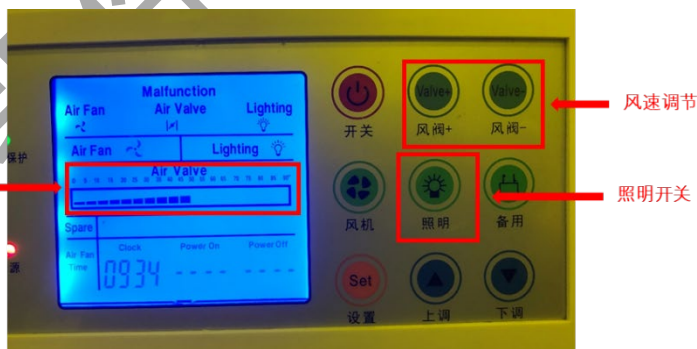 Malfunction
Air Fan Air Valve Lighting
Air Fan Lighting
Air Valve
Spare
Air Fan Time
Clock Power On Power Off
0934 -- -- -- --
保护
源
Valve+ Valve-
开关 风阀+ 风阀-
风机 照明 备用
Set
设置 上调 下调
风速调节
照明开关